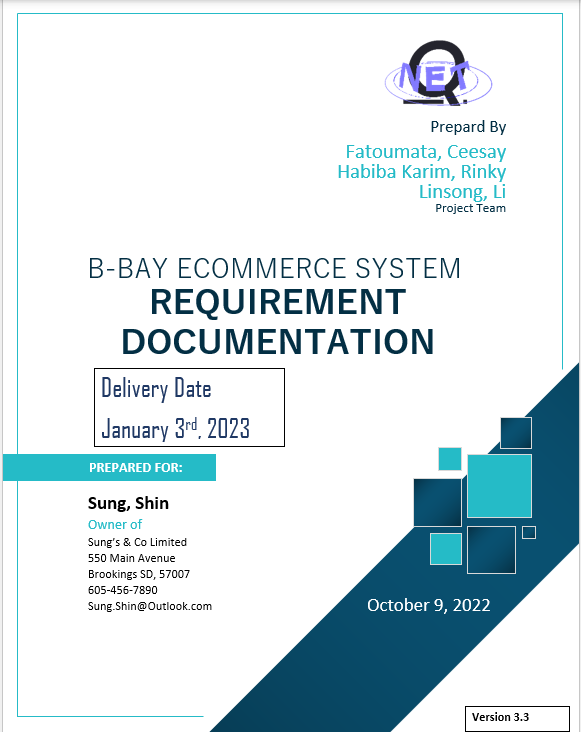 Q.
NET
Prepard By
Fatoumata, Ceesay
Habiba Karim, Rinky
Linsong, Li
Project Team
B-BAY ECOMMERCE SYSTEM
REQUIREMENT
DOCUMENTATION
Delivery Date
January 3rd, 2023
PREPARED FOR:
Sung, Shin
Owner of
Sung's & Co Limited
550 Main Avenue
Brookings SD, 57007
605-456-7890
Sung.Shin@Outlook.com
October 9, 2022
Version 3.3